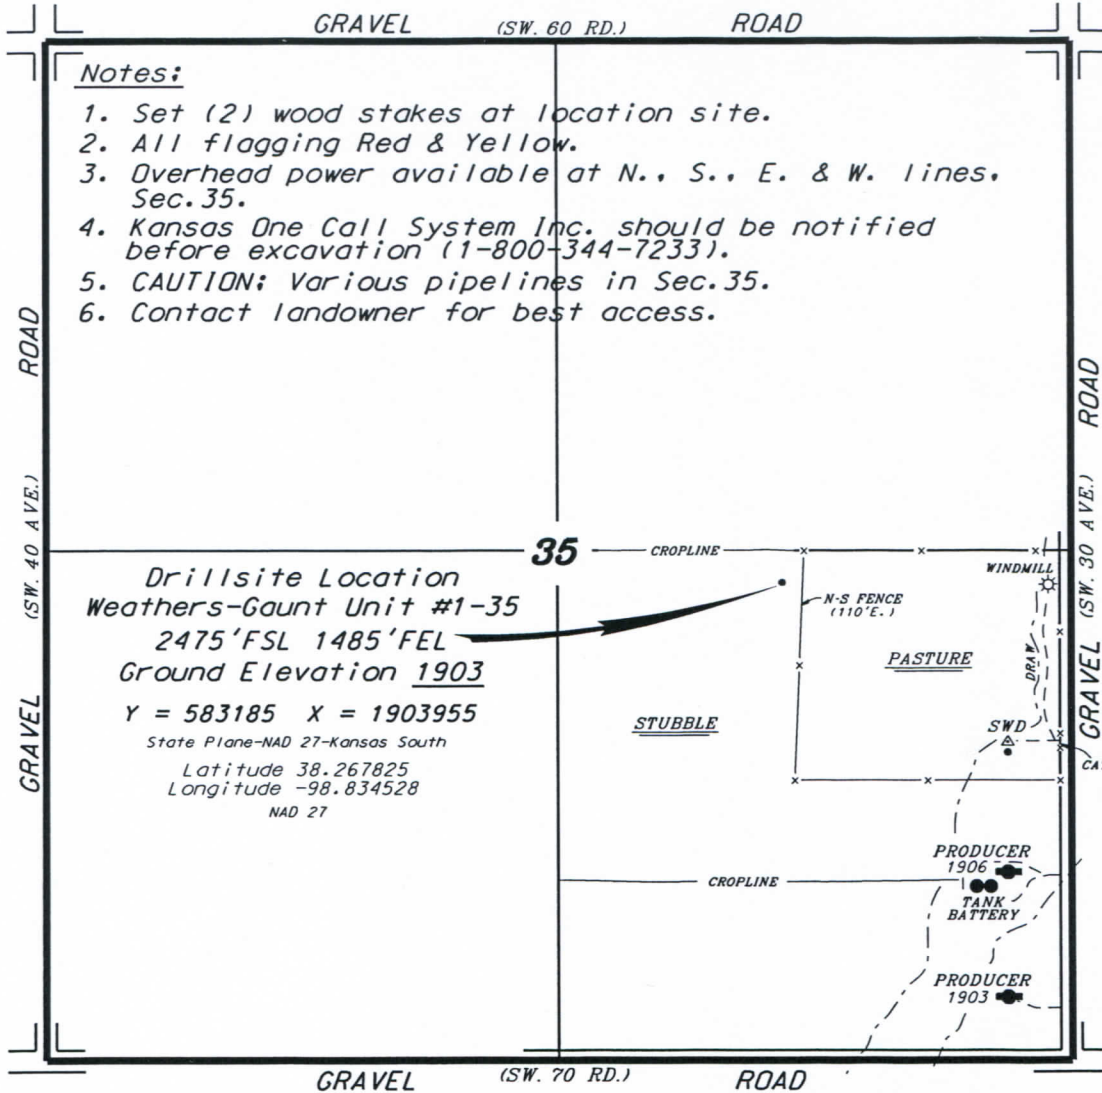 GRAVEL (SW. 60 RD.) ROAD
Notes:
1. Set (2) wood stakes at location site.
2. All flagging Red & Yellow.
3. Overhead power available at N., S., E. & W. lines,
Sec.35.
4. Kansas One Call System Inc. should be notified
before excavation (1-800-344-7233).
5. CAUTION: Various pipelines in Sec.35.
6. Contact landowner for best access.
GRAVEL (SW. 40 AVE.) ROAD
GRAVEL (SW. 30 AVE.) ROAD
35
CROPLINE
Drillsite Location
Weathers-Gaunt Unit #1-35
2475'FSL 1485'FEL
Ground Elevation 1903
Y = 583185 X = 1903955
State Plane-NAD 27-Kansas South
Latitude 38.267825
Longitude -98.834528
NAD 27
WINDMILL
N-S FENCE
(110'E.)
PASTURE
DRAW
STUBBLE
SWD
CA
PRODUCER
1906
CROPLINE
TANK
BATTERY
PRODUCER
1903
GRAVEL (SW. 70 RD.) ROAD